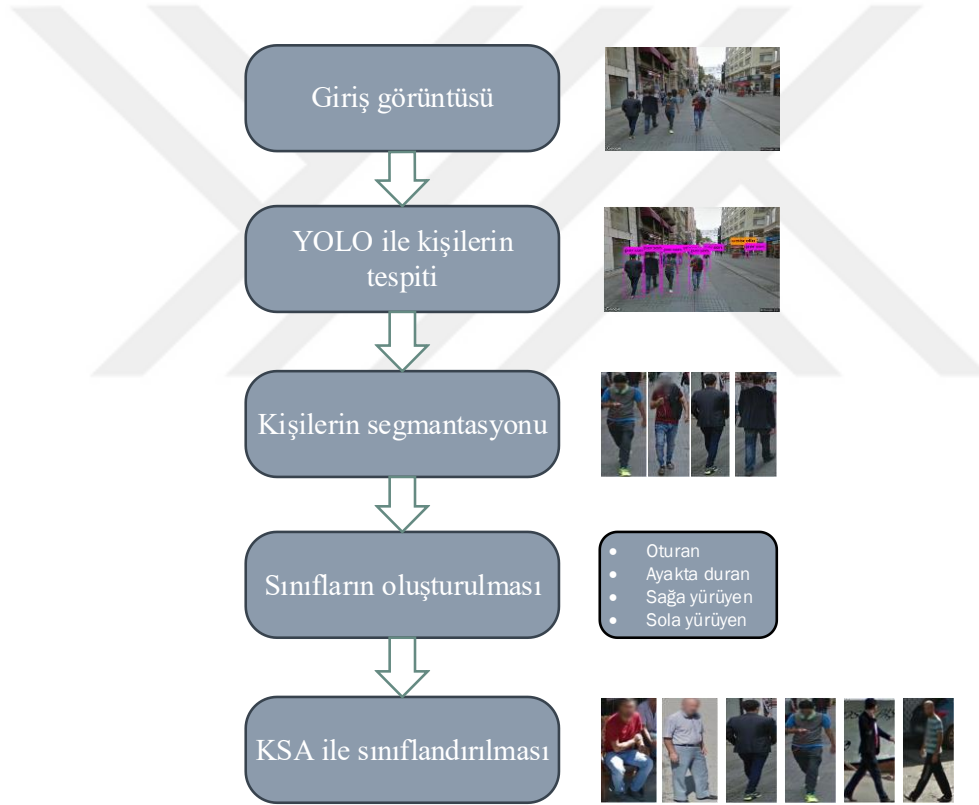 Giriş görüntüsü
YOLO ile kişilerin
tespiti
Kişilerin segmantasyonu
Sınıfların oluşturulması
• Oturan
• Ayakta duran
• Sağa yürüyen
• Sola yürüyen
KSA ile sınıflandırılması